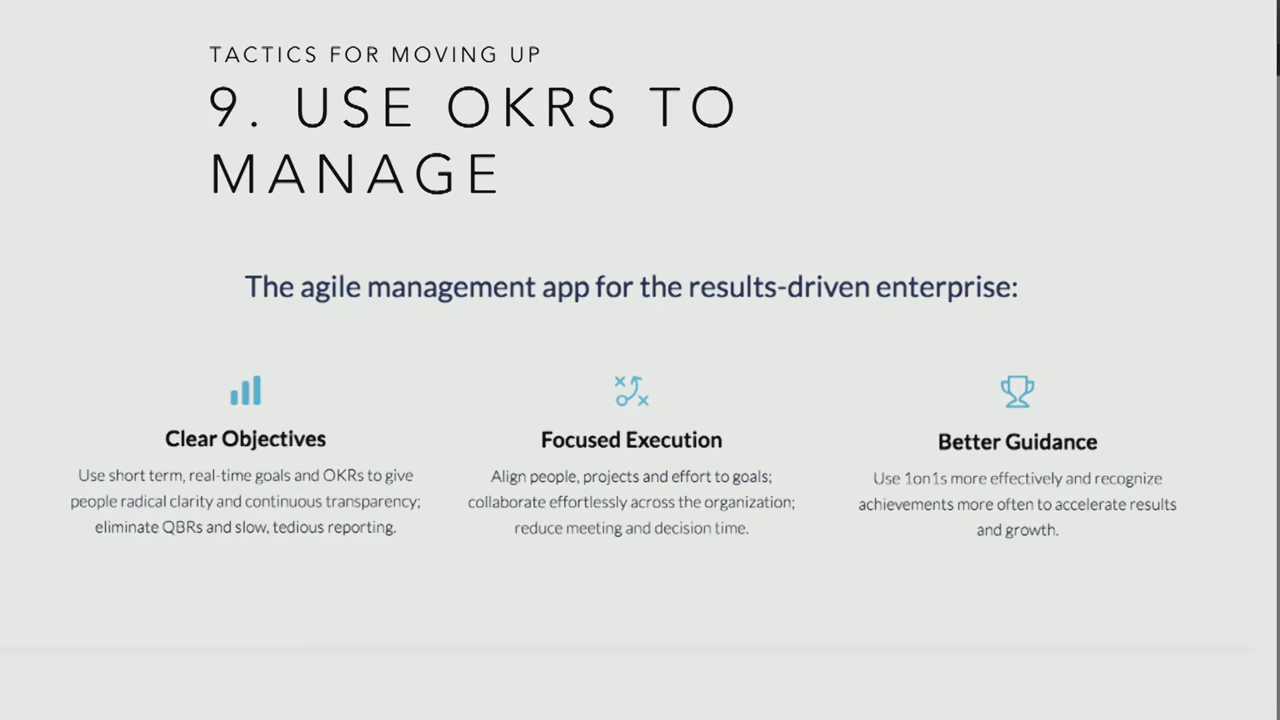 TACTICS FOR MOVING UP
9. USE OKRS TO
MANAGE
The agile management app for the results-driven enterprise:
Clear Objectives
Use short term, real-time goals and OKRs to give
people radical clarity and continuous transparency;
eliminate QBRs and slow, tedious reporting.
Focused Execution
Align people, projects and effort to goals;
collaborate effortlessly across the organization;
reduce meeting and decision time.
Better Guidance
Use 1on1s more effectively and recognize
achievements more often to accelerate results
and growth.